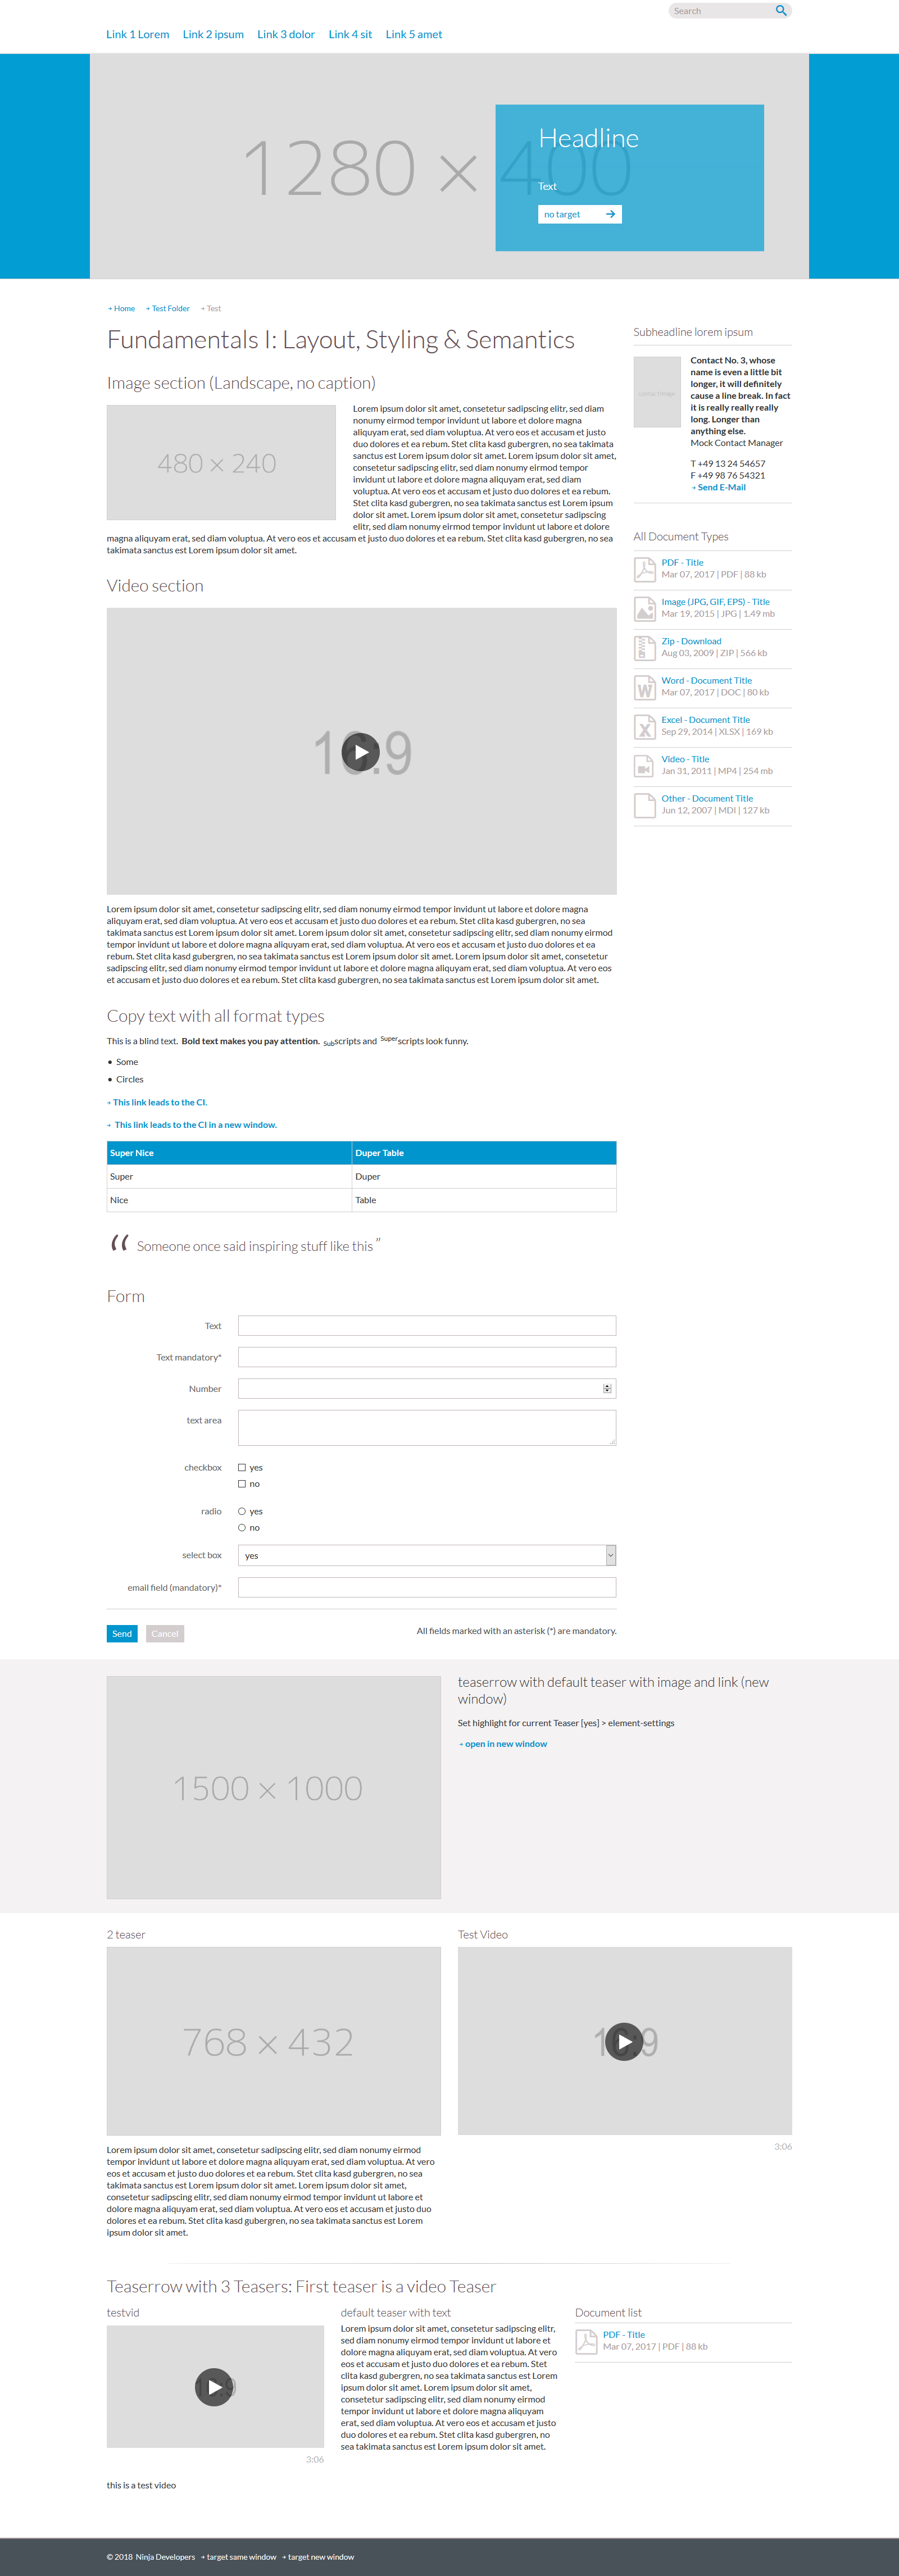 Search
Link 1 Lorem Link 2 ipsum Link 3 dolor Link 4 sit Link 5 amet
1280 × 400
Headline
Text
no target
Home Test Folder Test
Fundamentals I: Layout, Styling & Semantics
Image section (Landscape, no caption)
480 × 240
Lorem ipsum dolor sit amet, consetetur sadipscing elitr, sed diam
nonumy eirmod tempor invidunt ut labore et dolore magna
aliquyam erat, sed diam voluptua. At vero eos et accusam et justo
duo dolores et ea rebum. Stet clita kasd gubergren, no sea takimata
sanctus est Lorem ipsum dolor sit amet. Lorem ipsum dolor sit amet,
consetetur sadipscing elitr, sed diam nonumy eirmod tempor
invidunt ut labore et dolore magna aliquyam erat, sed diam
voluptua. At vero eos et accusam et justo duo dolores et ea rebum.
Stet clita kasd gubergren, no sea takimata sanctus est Lorem ipsum
dolor sit amet. Lorem ipsum dolor sit amet, consetetur sadipscing
elitr, sed diam nonumy eirmod tempor invidunt ut labore et dolore
magna aliquyam erat, sed diam voluptua. At vero eos et accusam et justo duo dolores et ea rebum. Stet clita kasd gubergren, no sea
takimata sanctus est Lorem ipsum dolor sit amet.
Video section
16:9
Lorem ipsum dolor sit amet, consetetur sadipscing elitr, sed diam nonumy eirmod tempor invidunt ut labore et dolore magna
aliquyam erat, sed diam voluptua. At vero eos et accusam et justo duo dolores et ea rebum. Stet clita kasd gubergren, no sea
takimata sanctus est Lorem ipsum dolor sit amet. Lorem ipsum dolor sit amet, consetetur sadipscing elitr, sed diam nonumy eirmod
tempor invidunt ut labore et dolore magna aliquyam erat, sed diam voluptua. At vero eos et accusam et justo duo dolores et ea
rebum. Stet clita kasd gubergren, no sea takimata sanctus est Lorem ipsum dolor sit amet. Lorem ipsum dolor sit amet, consetetur
sadipscing elitr, sed diam nonumy eirmod tempor invidunt ut labore et dolore magna aliquyam erat, sed diam voluptua. At vero eos
et accusam et justo duo dolores et ea rebum. Stet clita kasd gubergren, no sea takimata sanctus est Lorem ipsum dolor sit amet.
Copy text with all format types
This is a blind text. Bold text makes you pay attention. Subscripts and Superscripts look funny.
• Some
• Circles
This link leads to the CI.
This link leads to the CI in a new window.
Super Nice Duper Table
Super Duper
Nice Table
“ Someone once said inspiring stuff like this ”
Form
Text
Text mandatory*
Number
text area
checkbox yes
no
radio yes
no
select box yes
email field (mandatory)*
Send Cancel All fields marked with an asterisk (*) are mandatory.
Subheadline lorem ipsum
contact image
Contact No. 3, whose
name is even a little bit
longer, it will definitely
cause a line break. In fact
it is really really really
long. Longer than
anything else.
Mock Contact Manager
T +49 13 24 54657
F +49 98 76 54321
Send E-Mail
All Document Types
PDF - Title
Mar 07, 2017 | PDF | 88 kb
Image (JPG, GIF, EPS) - Title
Mar 19, 2015 | JPG | 1.49 mb
Zip - Download
Aug 03, 2009 | ZIP | 566 kb
Word - Document Title
Mar 07, 2017 | DOC | 80 kb
Excel - Document Title
Sep 29, 2014 | XLSX | 169 kb
Video - Title
Jan 31, 2011 | MP4 | 254 mb
Other - Document Title
Jun 12, 2007 | MDI | 127 kb
1500 × 1000
teaserrow with default teaser with image and link (new
window)
Set highlight for current Teaser [yes] > element-settings
open in new window
2 teaser
768 × 432
Lorem ipsum dolor sit amet, consetetur sadipscing elitr, sed diam nonumy eirmod
tempor invidunt ut labore et dolore magna aliquyam erat, sed diam voluptua. At vero
eos et accusam et justo duo dolores et ea rebum. Stet clita kasd gubergren, no sea
takimata sanctus est Lorem ipsum dolor sit amet. Lorem ipsum dolor sit amet,
consetetur sadipscing elitr, sed diam nonumy eirmod tempor invidunt ut labore et
dolore magna aliquyam erat, sed diam voluptua. At vero eos et accusam et justo duo
dolores et ea rebum. Stet clita kasd gubergren, no sea takimata sanctus est Lorem
ipsum dolor sit amet.
Test Video
16:9
3:06
Teaserrow with 3 Teasers: First teaser is a video Teaser
testvid
16:9
3:06
this is a test video
default teaser with text
Lorem ipsum dolor sit amet, consetetur sadipscing elitr,
sed diam nonumy eirmod tempor invidunt ut labore et
dolore magna aliquyam erat, sed diam voluptua. At vero
eos et accusam et justo duo dolores et ea rebum. Stet
clita kasd gubergren, no sea takimata sanctus est Lorem
ipsum dolor sit amet. Lorem ipsum dolor sit amet,
consetetur sadipscing elitr, sed diam nonumy eirmod
tempor invidunt ut labore et dolore magna aliquyam
erat, sed diam voluptua. At vero eos et accusam et justo
duo dolores et ea rebum. Stet clita kasd gubergren, no
sea takimata sanctus est Lorem ipsum dolor sit amet.
Document list
PDF - Title
Mar 07, 2017 | PDF | 88 kb
© 2018 Ninja Developers target same window target new window